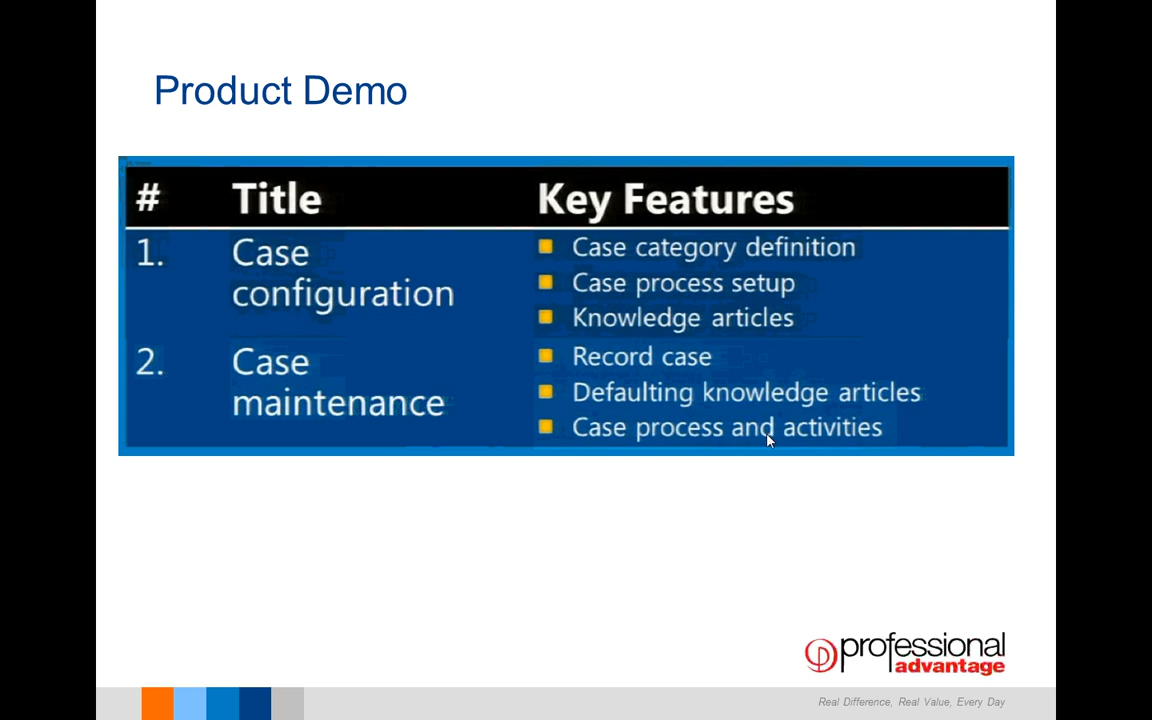 Product Demo
# Title Key Features
1. Case configuration
Case category definition
Case process setup
Knowledge articles
2. Case maintenance
Record case
Defaulting knowledge articles
Case process and activities
professional
advantage
Real Difference, Real Value, Every Day